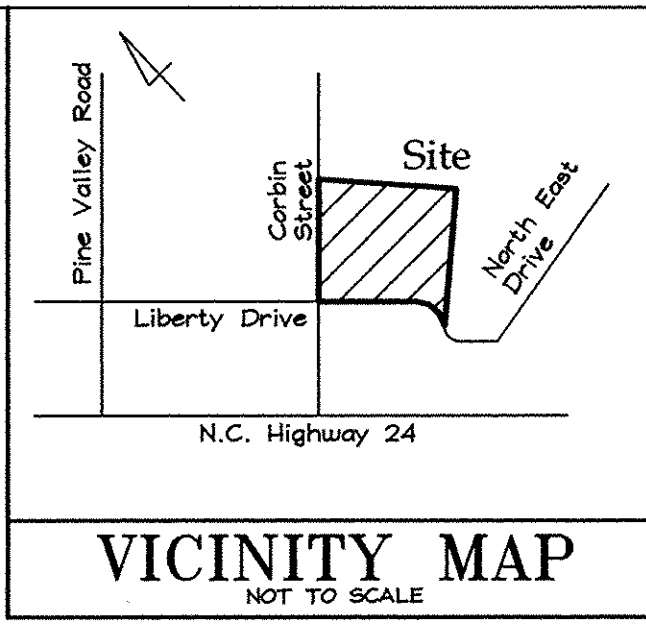 Pine Valley Road
Corbin
Street
Site
North East
Drive
Liberty Drive
N.C. Highway 24
VICINITY MAP
NOT TO SCALE